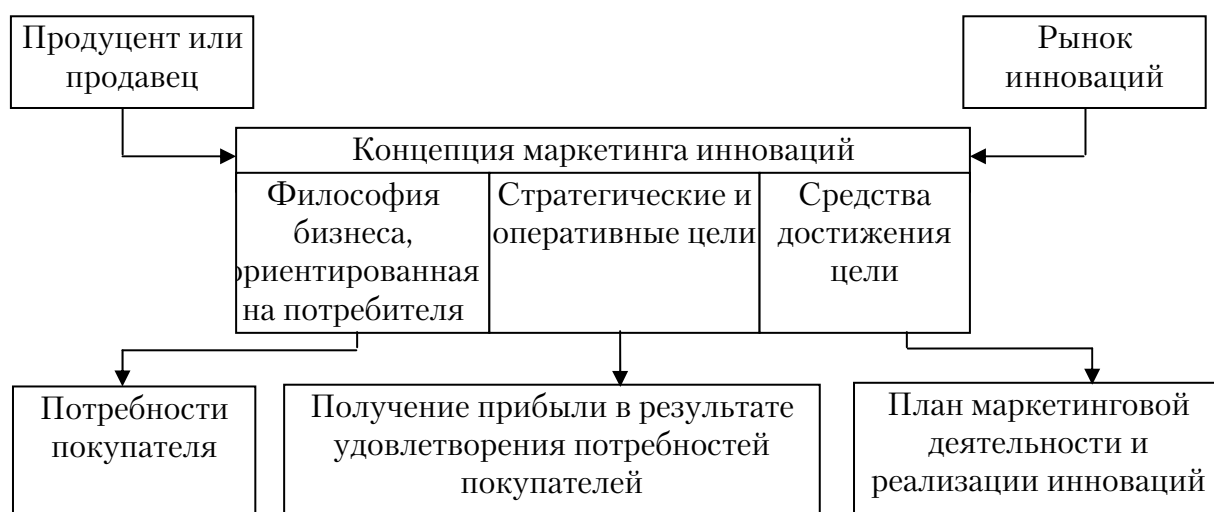 Продуцент или
продавец
Рынок
инноваций
Концепция маркетинга инноваций
Философия
бизнеса,
ориентированная
на потребителя
Стратегические и
оперативные цели
Средства
достижения
цели
Потребности
покупателя
Получение прибыли в результате
удовлетворения потребностей
покупателей
План маркетинговой
деятельности и
реализации инноваций